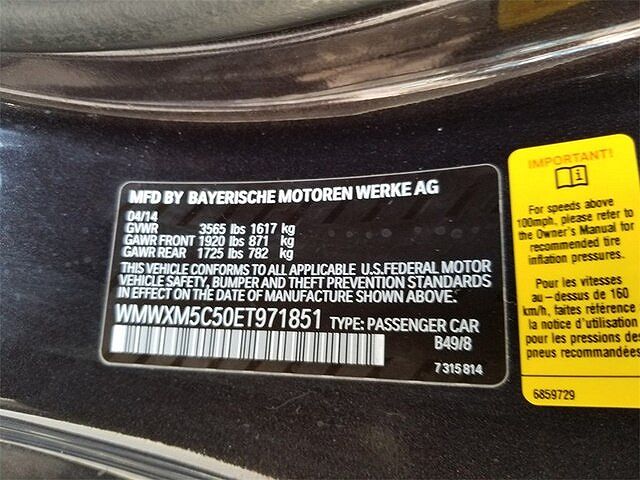 MFD BY BAYERISCHE MOTOREN WERKE AG
04/14
GVWR 3565 lbs 1617 kg
GAWR FRONT 1920 lbs 871 kg
GAWR REAR 1725 lbs 782 kg
THIS VEHICLE CONFORMS TO ALL APPLICABLE U.S.FEDERAL MOTOR
VEHICLE SAFETY, BUMPER AND THEFT PREVENTION STANDARDS
IN EFFECT ON THE DATE OF MANUFACTURE SHOWN ABOVE.
WMWXM5C50ET971851 TYPE: PASSENGER CAR
B49/8
7 315 814
IMPORTANT!
i
For speeds above
100mph, please refer to
the Owner's Manual for
recommended tire
inflation pressures.
Pour les vitesses
au-dessus de 160
km/h, faites référence
la notice d'utilisation
pour les pressions des
pneus recommandées
6859729